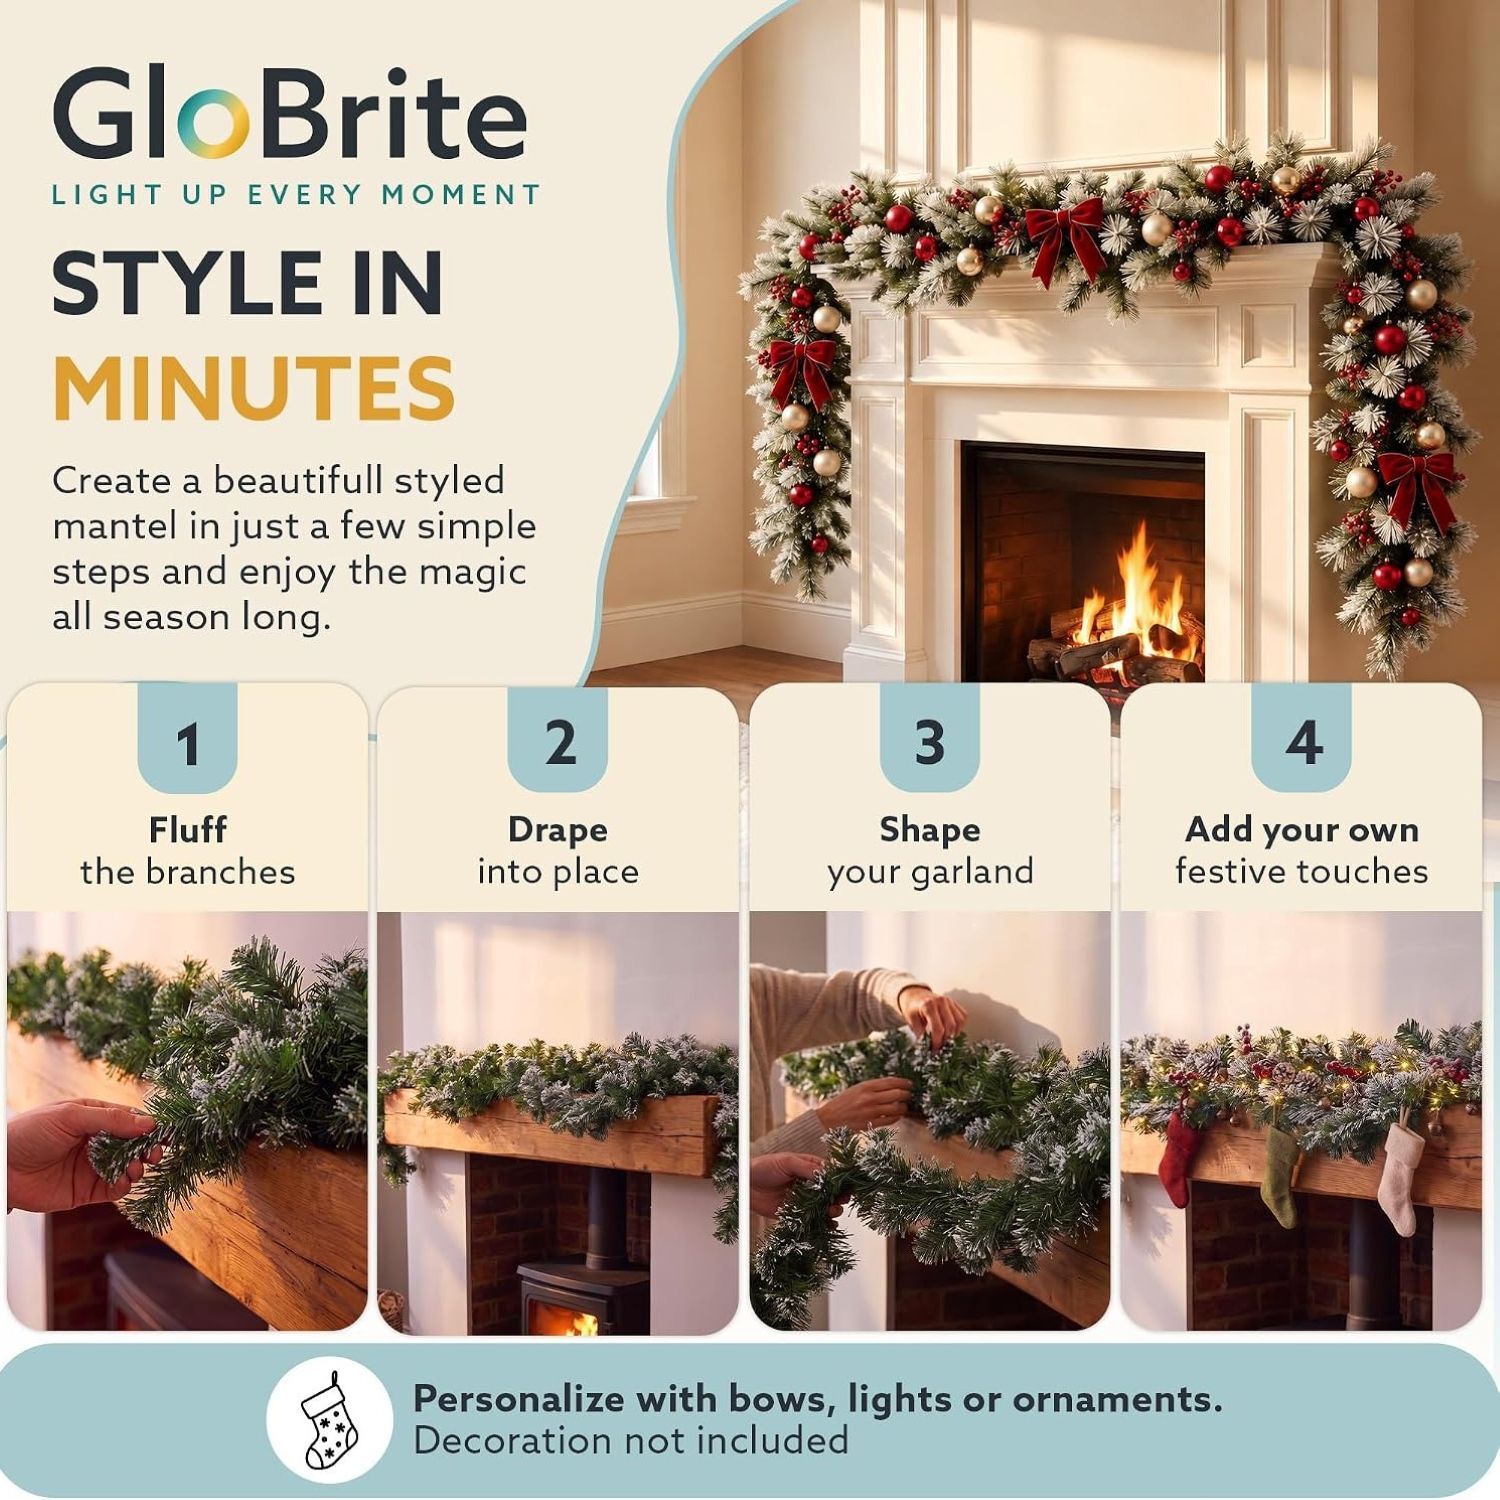 GloBrite
LIGHT UP EVERY MOMENT
STYLE IN
MINUTES
Create a beautifull styled
mantel in just a few simple
steps and enjoy the magic
all season long.
1
Fluff
the branches
2
Drape
into place
3
Shape
your garland
4
Add your own
festive touches
Personalize with bows, lights or ornaments.
Decoration not included